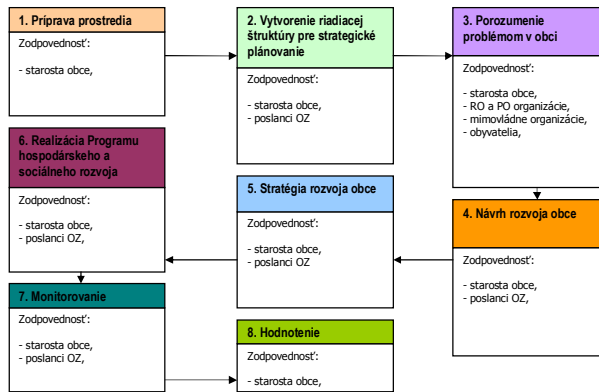 1. Príprava prostredia
Zodpovednosť:
- starosta obce,
2. Vytvorenie riadiacej
štruktúry pre strategické
plánovanie
Zodpovednosť:
- starosta obce,
- poslanci OZ
3. Porozumenie
problémom v obci
Zodpovednosť:
- starosta obce,
- RO a PO organizácie,
- mimovládne organizácie,
- obyvatelia,
4. Návrh rozvoja obce
Zodpovednosť:
- starosta obce,
- poslanci OZ,
5. Stratégia rozvoja obce
Zodpovednosť:
- starosta obce,
- poslanci OZ
6. Realizácia Programu
hospodárskeho a
sociálneho rozvoja
Zodpovednosť:
- starosta obce,
- poslanci OZ,
7. Monitorovanie
Zodpovednosť:
- starosta obce,
- poslanci OZ,
8. Hodnotenie
Zodpovednosť:
- starosta obce,